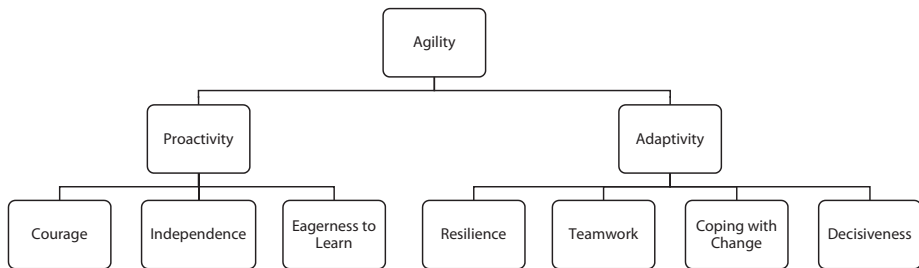 Agility
Proactivity
Adaptivity
Courage
Independence
Eagerness to
Learn
Resilience
Teamwork
Coping with
Change
Decisiveness